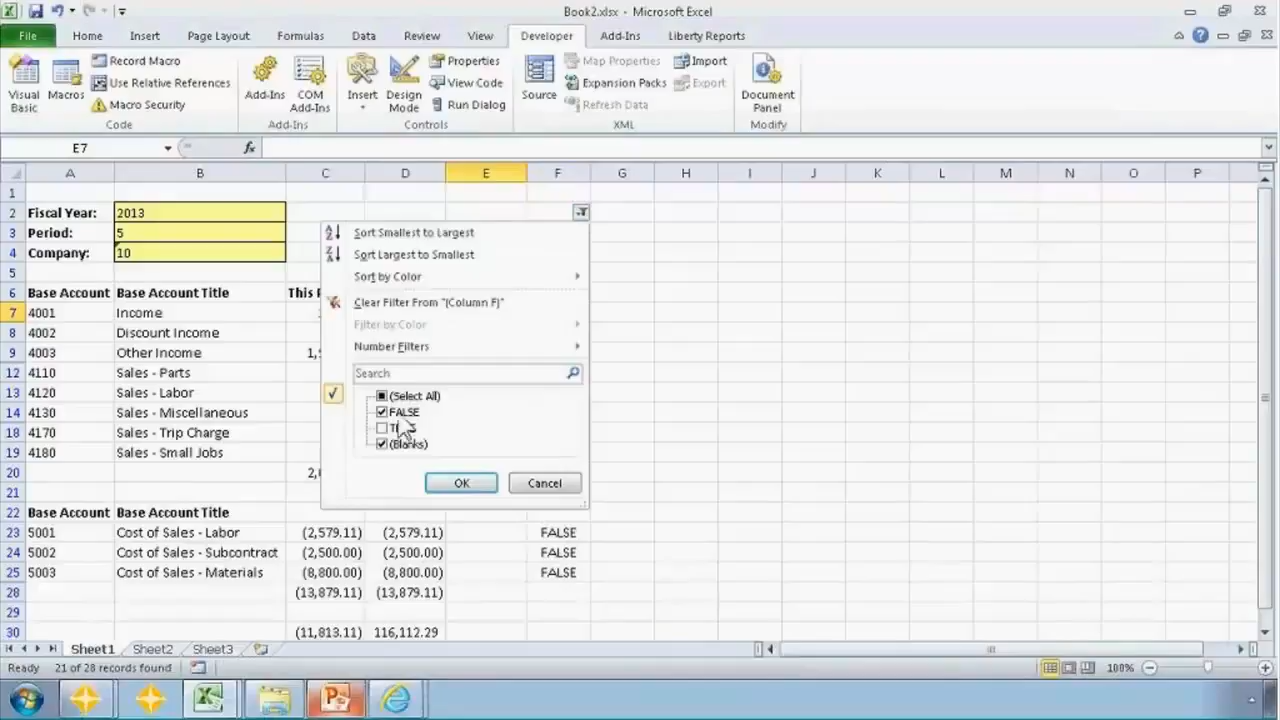 Book2.xlsx - Microsoft Excel
File Home Insert Page Layout Formulas Data Review View Developer Add-Ins Liberty Reports
Visual Basic Macros Record Macro Use Relative References Macro Security
Code
Add-Ins COM Add-Ins
Add-Ins
Insert Design Mode Properties View Code Run Dialog
Controls
Source Map Properties Expansion Packs Refresh Data Import Export
XML
Document Panel
Modify
E7 fx
A B C D E F G H I J K L M N O P
1
2 Fiscal Year: 2013
3 Period: 5
4 Company: 10
5
6 Base Account Base Account Title This
7 4001 Income
8 4002 Discount Income
9 4003 Other Income 1,
12 4110 Sales - Parts
13 4120 Sales - Labor
14 4130 Sales - Miscellaneous
18 4170 Sales - Trip Charge
19 4180 Sales - Small Jobs
20 2,
21
22 Base Account Base Account Title
23 5001 Cost of Sales - Labor (2,579.11) (2,579.11) FALSE
24 5002 Cost of Sales - Subcontract (2,500.00) (2,500.00) FALSE
25 5003 Cost of Sales - Materials (8,800.00) (8,800.00) FALSE
28 (13,879.11) (13,879.11)
29
30 (11,813.11) 116,112.29
Sort Smallest to Largest
Sort Largest to Smallest
Sort by Color
Clear Filter From "(Column F)"
Filter by Color
Number Filters
Search
(Select All)
FALSE
(Blanks)
OK Cancel
Sheet1 Sheet2 Sheet3
Ready 21 of 28 records found 100%